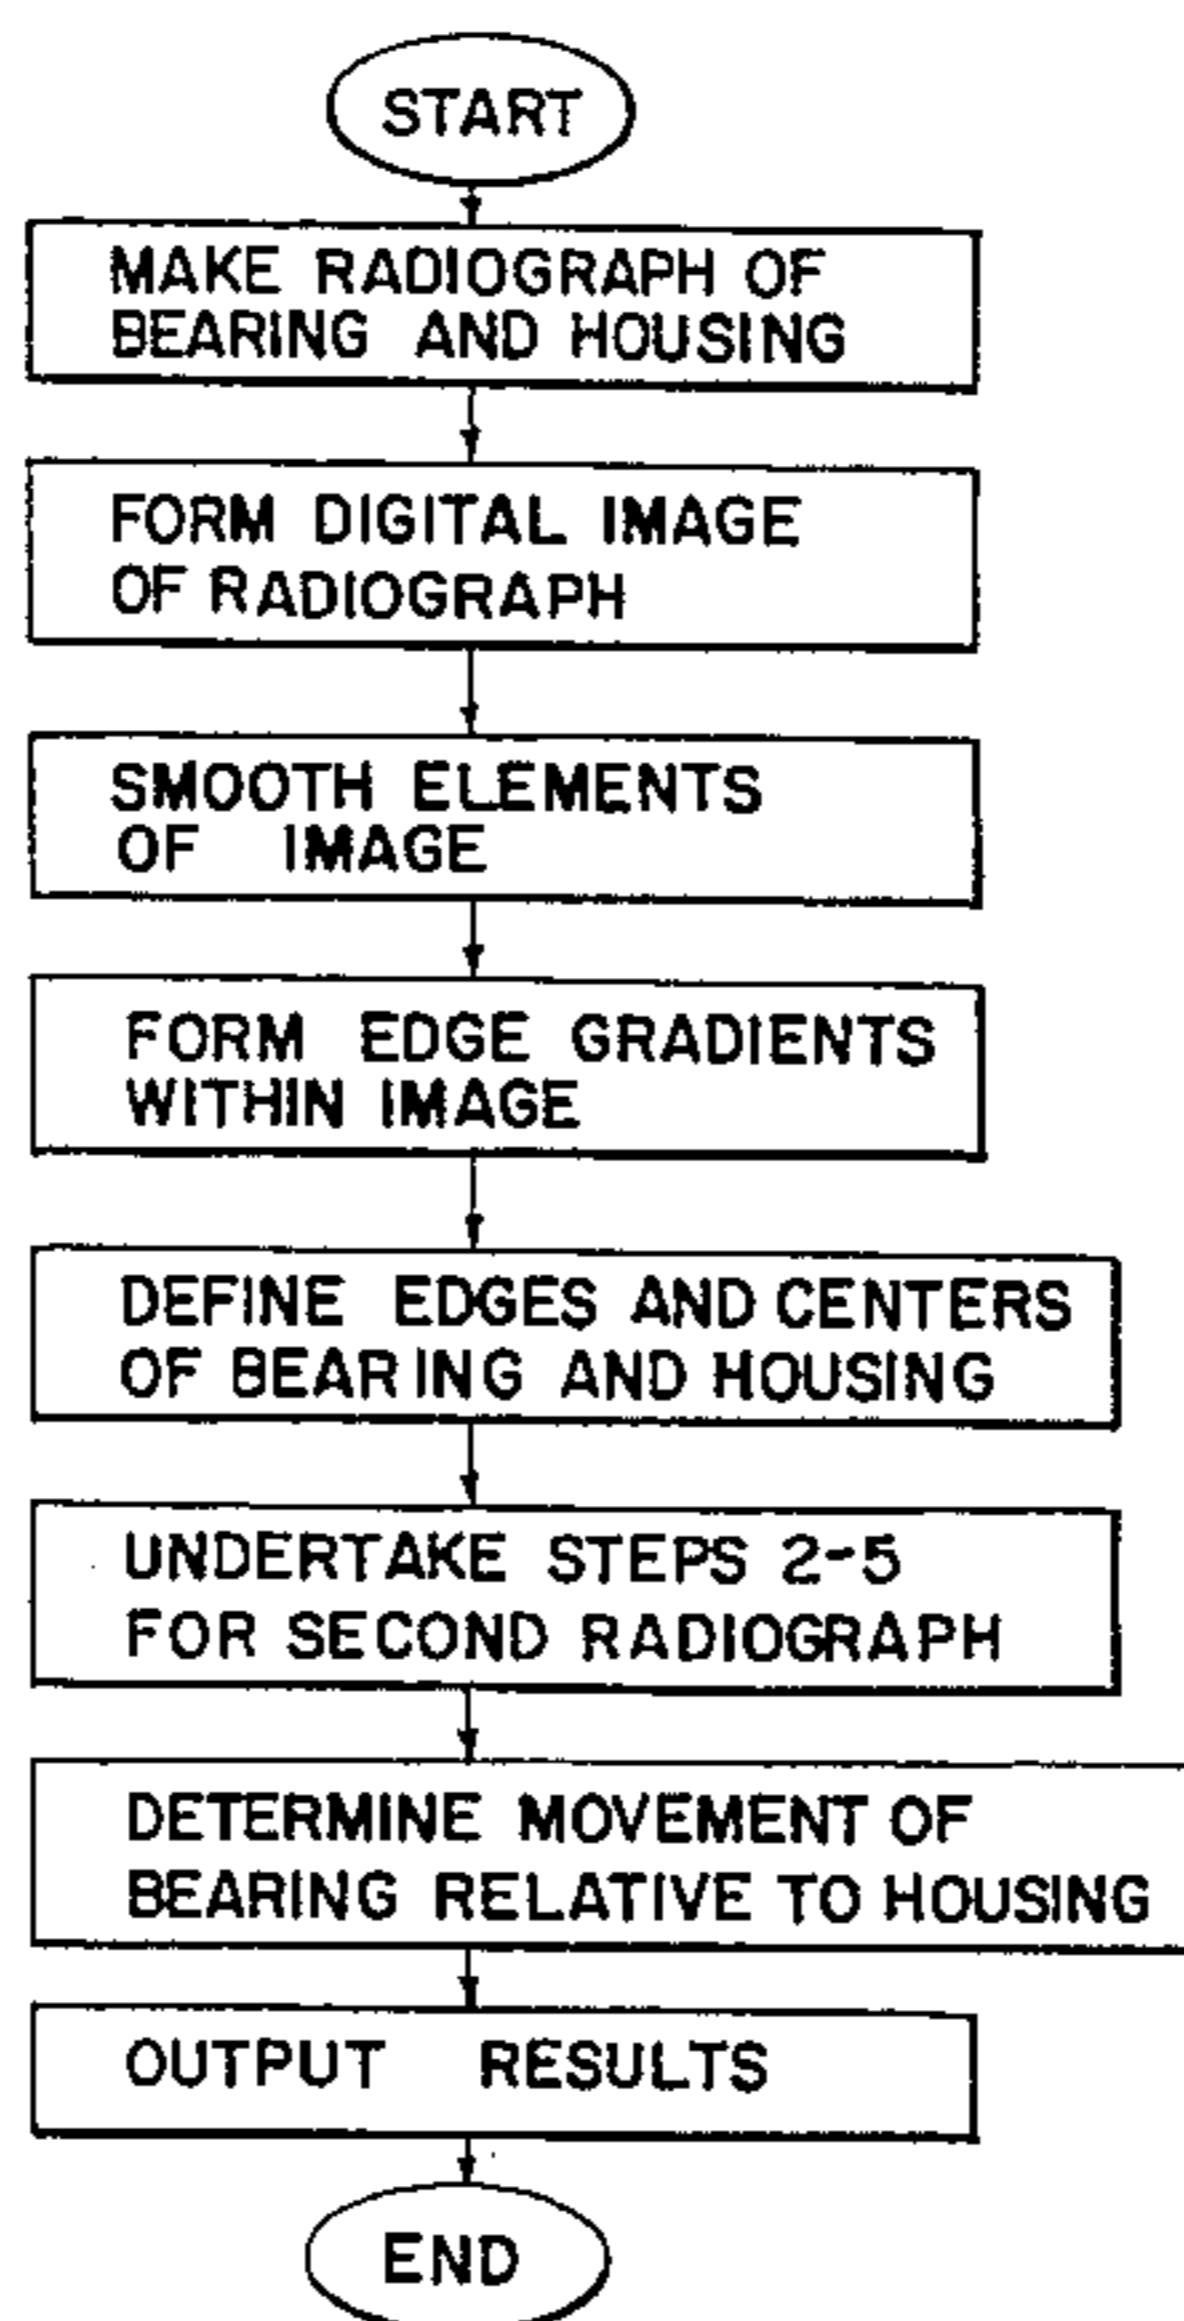 START
MAKE RADIOGRAPH OF
BEARING AND HOUSING
FORM DIGITAL IMAGE
OF RADIOGRAPH
SMOOTH ELEMENTS
OF IMAGE
FORM EDGE GRADIENTS
WITHIN IMAGE
DEFINE EDGES AND CENTERS
OF BEARING AND HOUSING
UNDERTAKE STEPS 2-5
FOR SECOND RADIOGRAPH
DETERMINE MOVEMENT OF
BEARING RELATIVE TO HOUSING
OUTPUT RESULTS
END